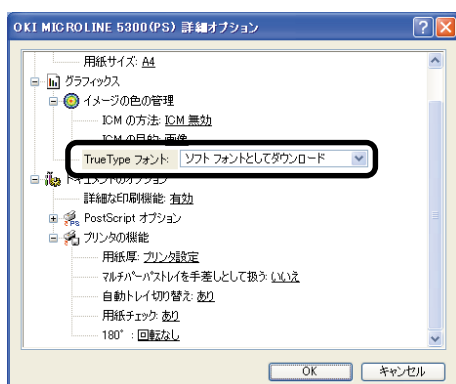 OKI MICROLINE 5300(PS) 詳細オプション
用紙サイズ: A4
グラフィックス
イメージの色の管理
ICM の方法: ICM 無効
ICM の目的: 画像
TrueType フォント: ソフト フォントとしてダウンロード
ドキュメントのオプション
詳細な印刷機能: 有効
PostScript オプション
プリンタの機能
用紙厚: プリンタ設定
マルチパーパストレイを手差しとして扱う: いいえ
自動トレイ切り替え: あり
用紙チェック: あり
180° : 回転なし
OK キャンセル